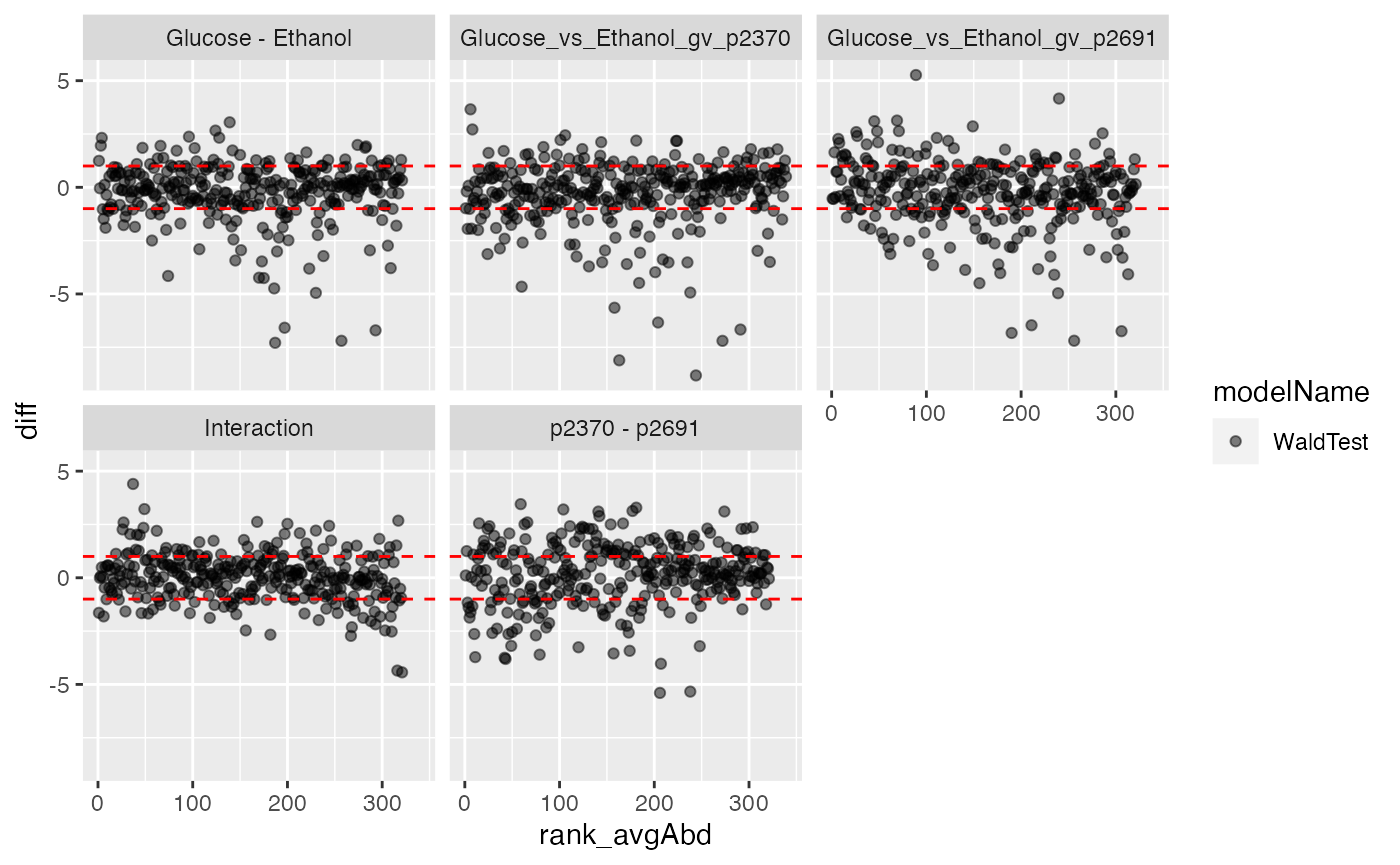 Glucose - Ethanol
Glucose_vs_Ethanol_gv_p2370
Glucose_vs_Ethanol_gv_p2691
5
0
-5
0 100 200 300
Interaction
p2370 - p2691
5
0
-5
0 100 200 300
0 100 200 300
rank_avgAbd
diff
modelName
WaldTest